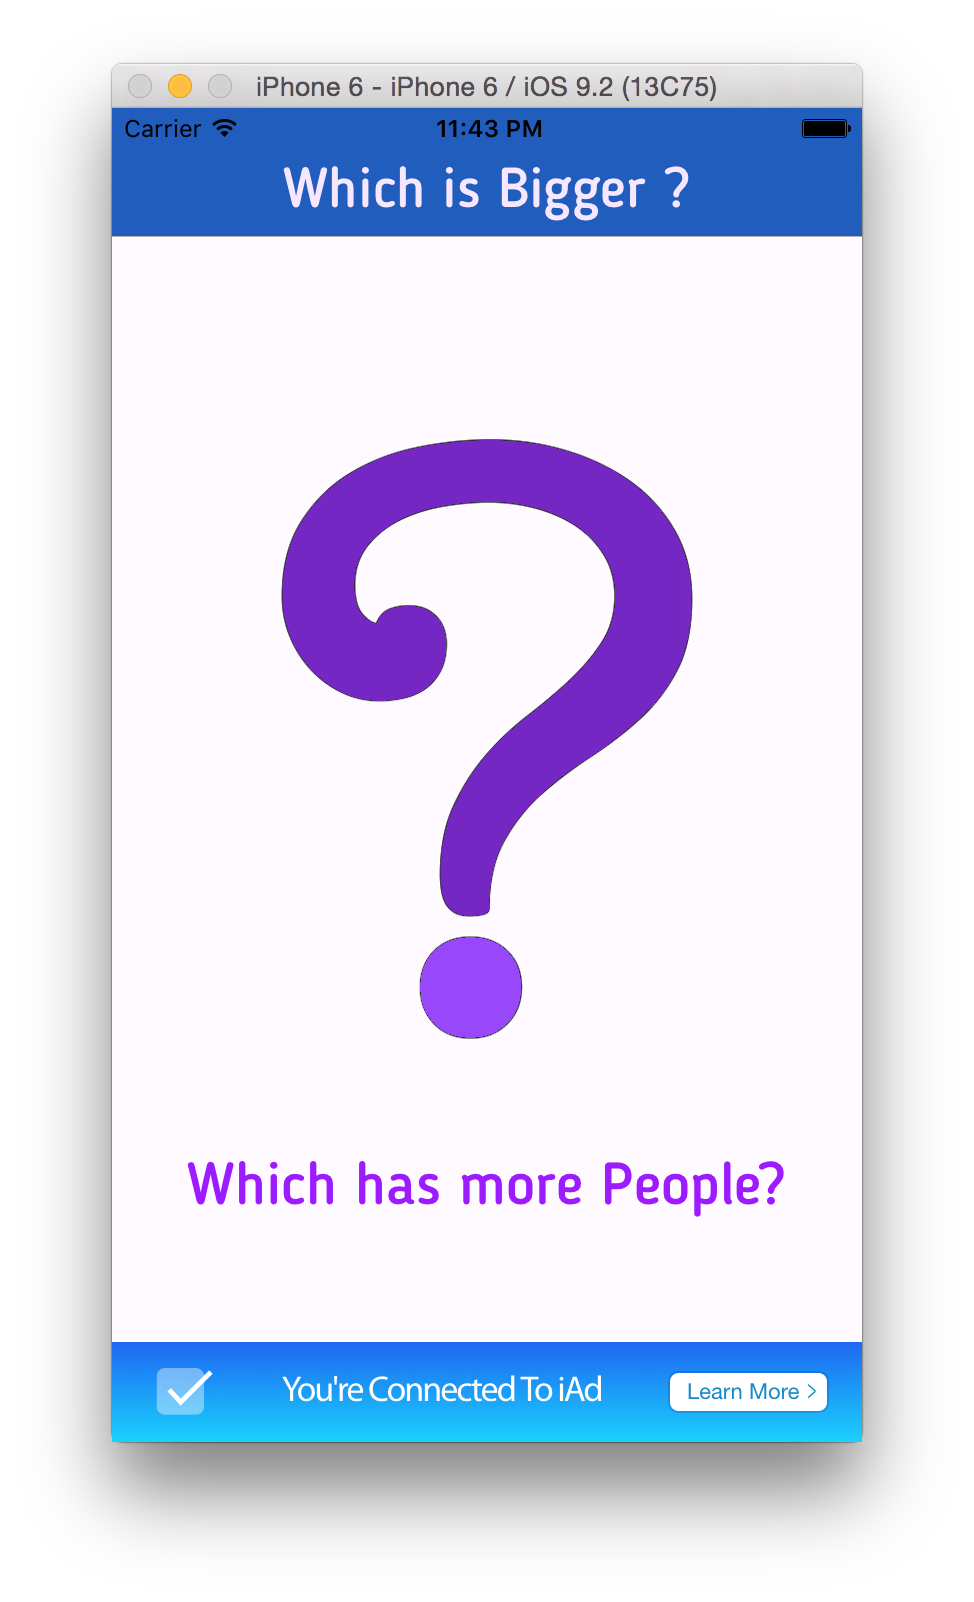 iPhone 6 - iPhone 6 / iOS 9.2 (13C75)
Carrier 11:43 PM
Which is Bigger ?
?
Which has more People?
You're Connected To iAd Learn More >